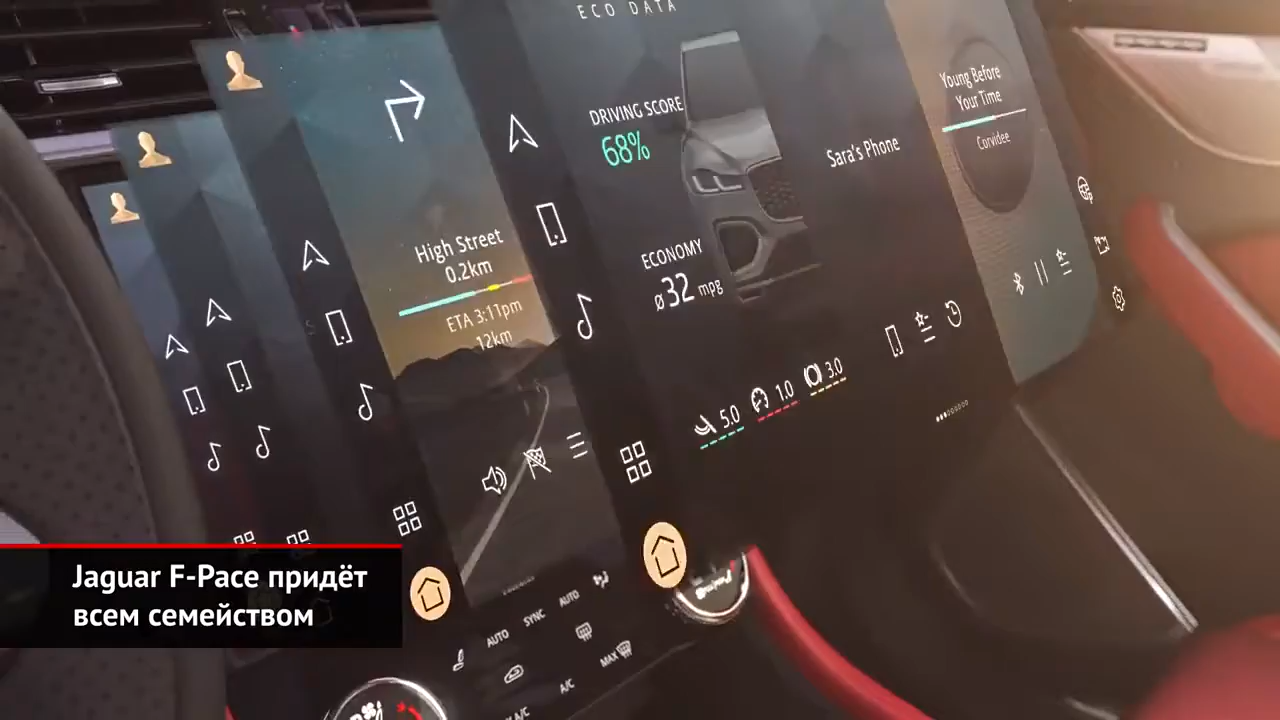 ECO DATA
DRIVING SCORE
68%
ECONOMY
ø32 mpg
High Street
0.2km
ETA 3:11pm
12km
Sara's Phone
Young Before
Your Time
Corvidee
5.0
1.0
3.0
AUTO
SYNC
AUTO
MAX
A/C
A/C
Jaguar F-Pace придёт
всем семейством